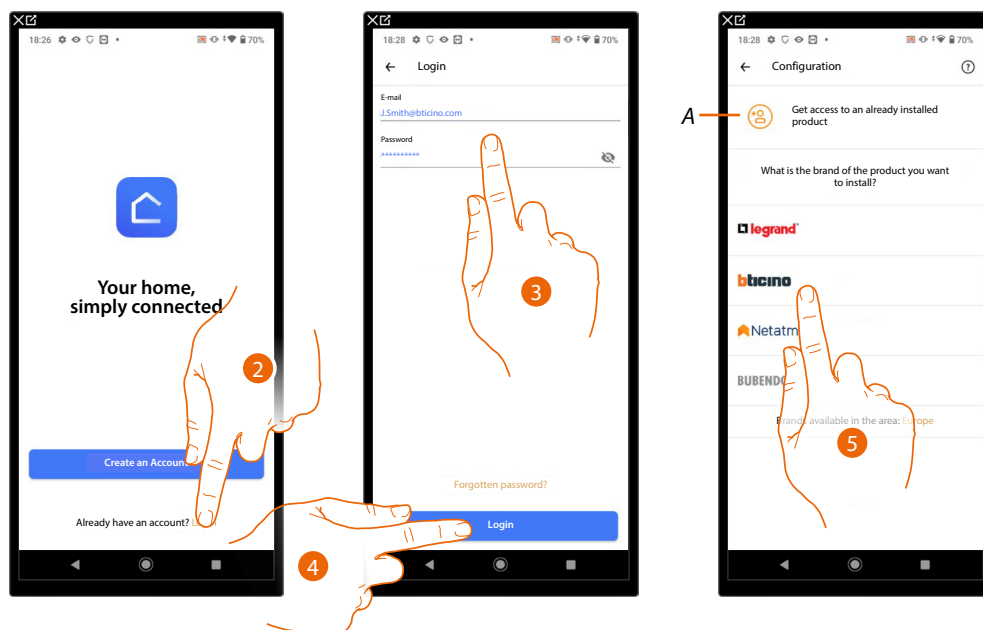 18:26
70%
Your home,
simply connected
2
Create an Accoun
Already have an account?
18:28
70%
Login
E-mail
J.Smith@bticino.com
Password
**********
3
Forgotten password?
Login
4
18:28
70%
Configuration
?
A
Get access to an already installed
product
What is the brand of the product you want
to install?
legrand
bticino
Netatm
BUBEND
Brands available in the area: Europe
5